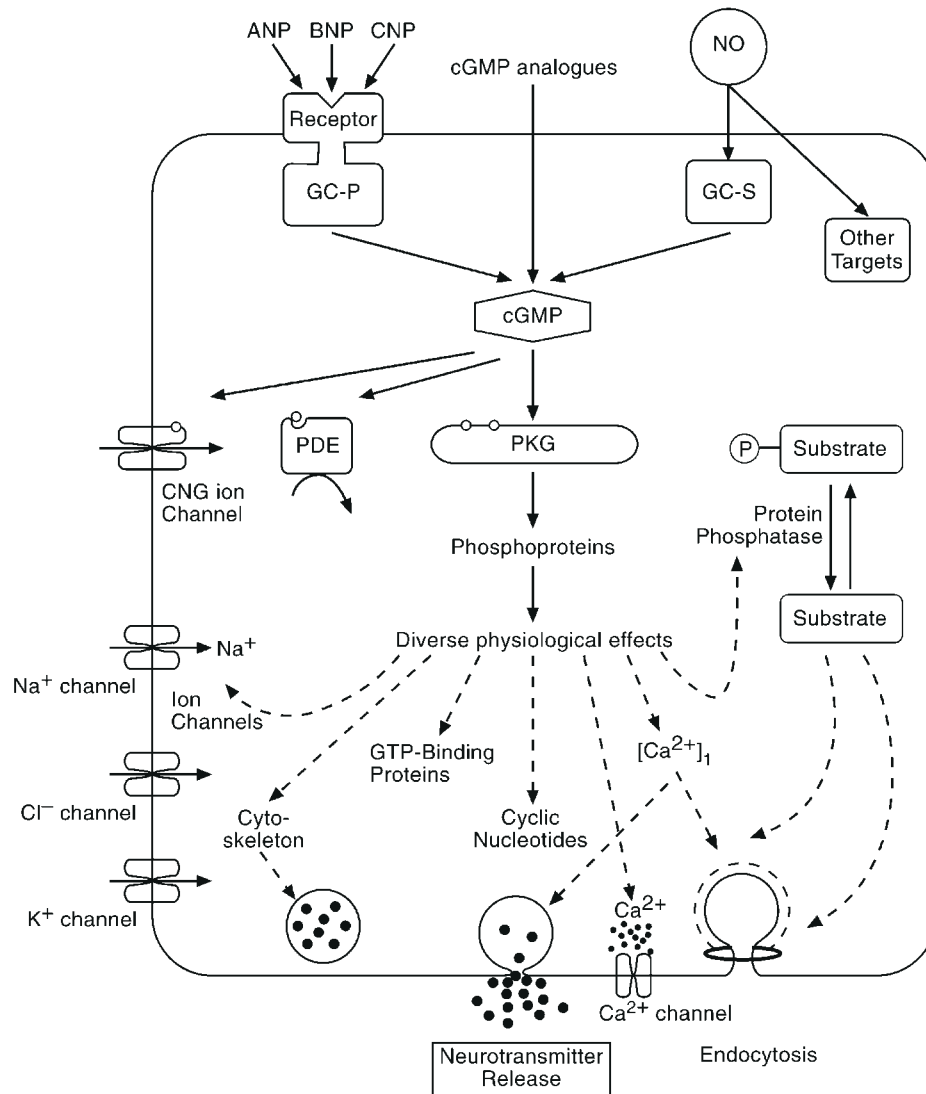 ANP BNP CNP
cGMP analogues
NO
Receptor
GC-P
GC-S
Other
Targets
cGMP
PDE
PKG
P
Substrate
CNG ion
Channel
Protein
Phosphatase
Phosphoproteins
Substrate
Diverse physiological effects
Na⁺
Na⁺ channel
Ion
Channels
GTP-Binding
Proteins
[Ca²⁺]₁
Cl⁻ channel
Cyto-
skeleton
Cyclic
Nucleotides
K⁺ channel
Ca²⁺
Ca²⁺ channel
Neurotransmitter
Release
Endocytosis